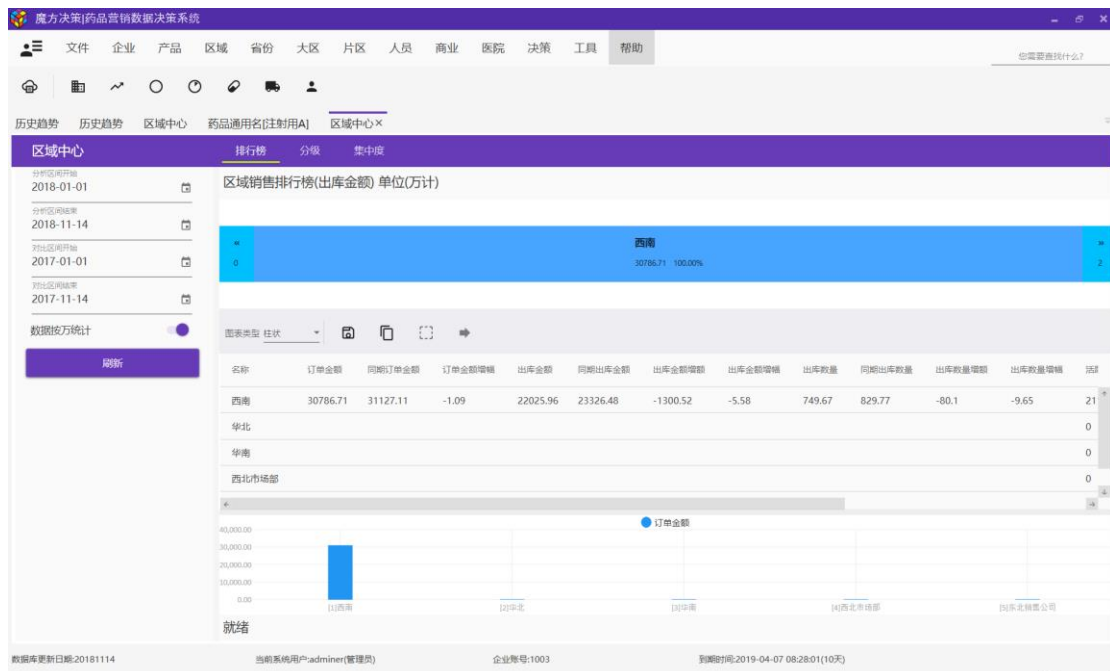 魔方决策|药品营销数据决策系统
文件 企业 产品 区域 省份 大区 片区 人员 商业 医院 决策 工具 帮助
您需要查找什么?
历史趋势 历史趋势 区域中心 药品通用名[注射用A] 区域中心×
区域中心
排行榜 分级 集中度
分析区间开始
2018-01-01
分析区间结束
2018-11-14
对比区间开始
2017-01-01
对比区间结束
2017-11-14
数据按万统计
刷新
区域销售排行榜(出库金额) 单位(万计)
西南
0 30786.71 100.00% 2
图表类型 柱状
名称 订单金额 同期订单金额 订单金额增幅 出库金额 同期出库金额 出库金额增额 出库金额增幅 出库数量 同期出库数量 出库数量增额 出库数量增幅
西南 30786.71 31127.11 -1.09 22025.96 23326.48 -1300.52 -5.58 749.67 829.77 -80.1 -9.65 21
华北 0
华南 0
西北市场部 0
订单金额
40,000.00
30,000.00
20,000.00
10,000.00
0.00
[1]西南 [2]华北 [3]华南 [4]西北市场部 [5]东北销售公司
就绪
数据库更新日期:20181114 当前系统用户:adminer(管理员) 企业账号:1003 到期时间:2019-04-07 08:28:01(10天)